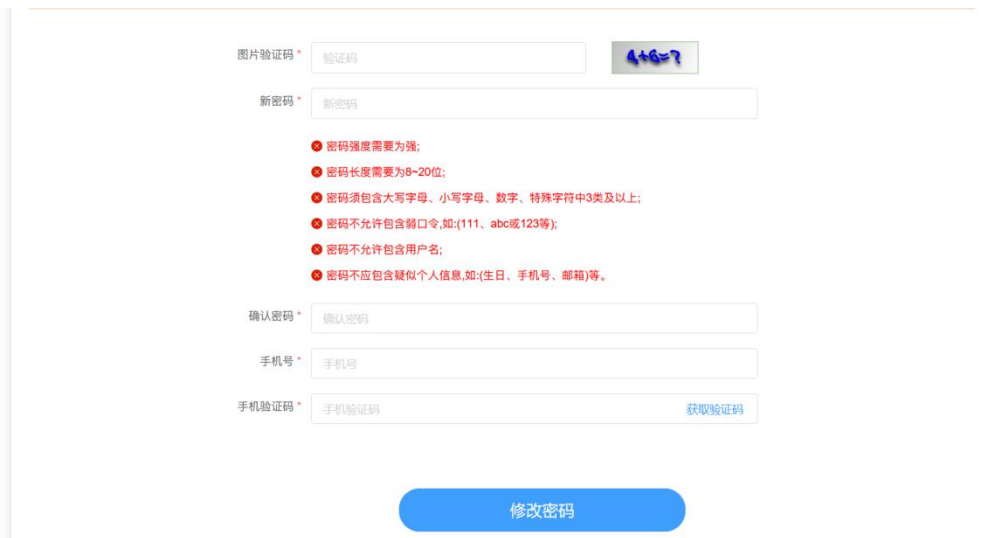 图片验证码 * 验证码 4+6=?
新密码 * 新密码
密码强度需要为强;
密码长度需要为8~20位;
密码须包含大写字母、小写字母、数字、特殊字符中3类及以上;
密码不允许包含弱口令,如:(111、abc或123等);
密码不允许包含用户名;
密码不应包含疑似个人信息,如:(生日、手机号、邮箱)等。
确认密码 * 确认密码
手机号 * 手机号
手机验证码 * 手机验证码 获取验证码
修改密码